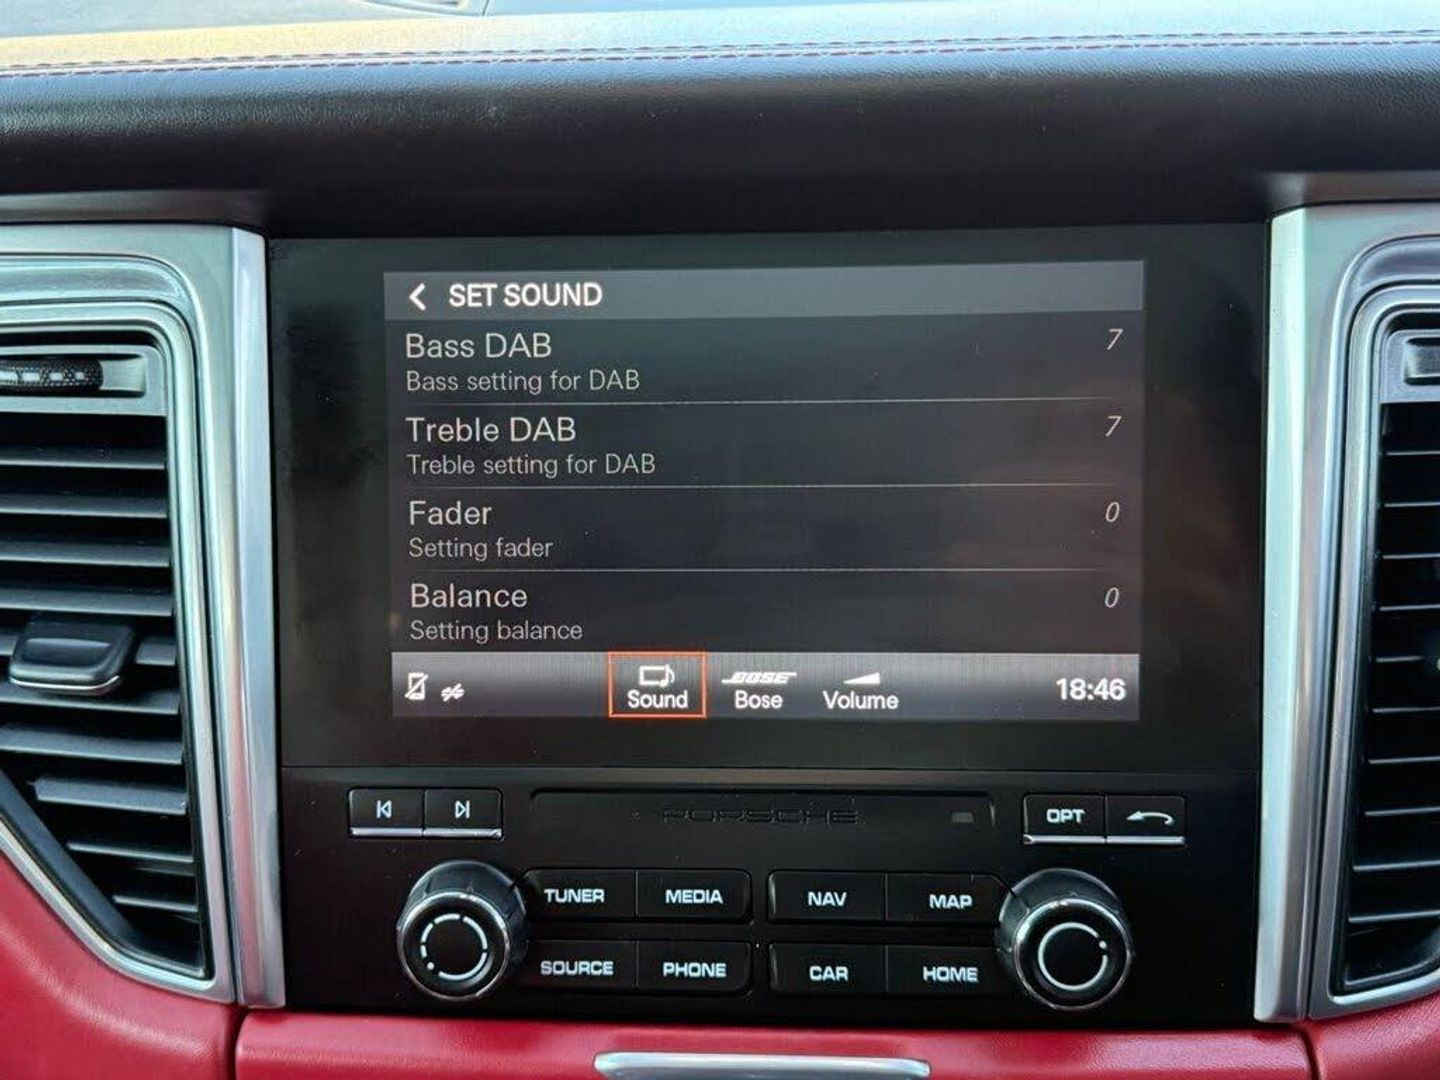 SET SOUND
Bass DAB 7
Bass setting for DAB
Treble DAB 7
Treble setting for DAB
Fader 0
Setting fader
Balance 0
Setting balance
BOSE
Sound Bose Volume 18:46
PORSCHE
OPT
TUNER MEDIA NAV MAP
SOURCE PHONE CAR HOME